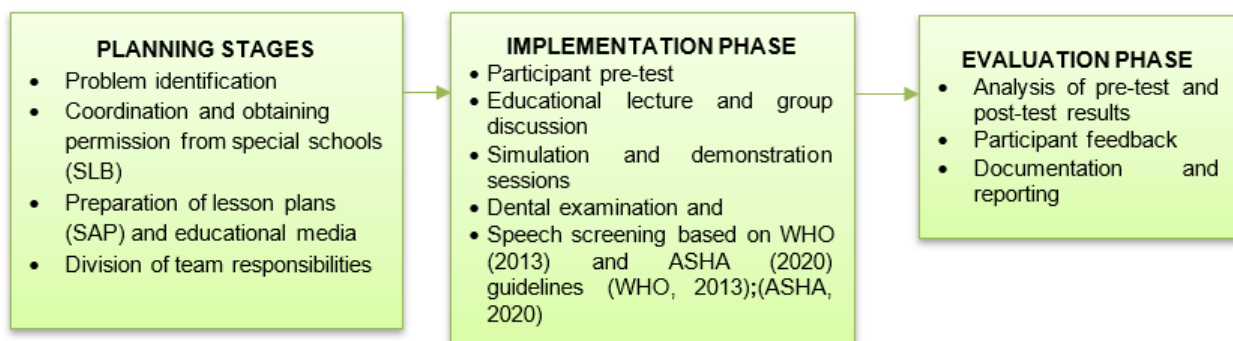 PLANNING STAGES
• Problem identification
• Coordination and obtaining
permission from special schools
(SLB)
• Preparation of lesson plans
(SAP) and educational media
• Division of team responsibilities
IMPLEMENTATION PHASE
• Participant pre-test
• Educational lecture and group
discussion
• Simulation and demonstration
sessions
• Dental examination and
• Speech screening based on WHO
(2013) and ASHA (2020)
guidelines (WHO, 2013);(ASHA,
2020)
EVALUATION PHASE
• Analysis of pre-test and
post-test results
• Participant feedback
• Documentation and
reporting